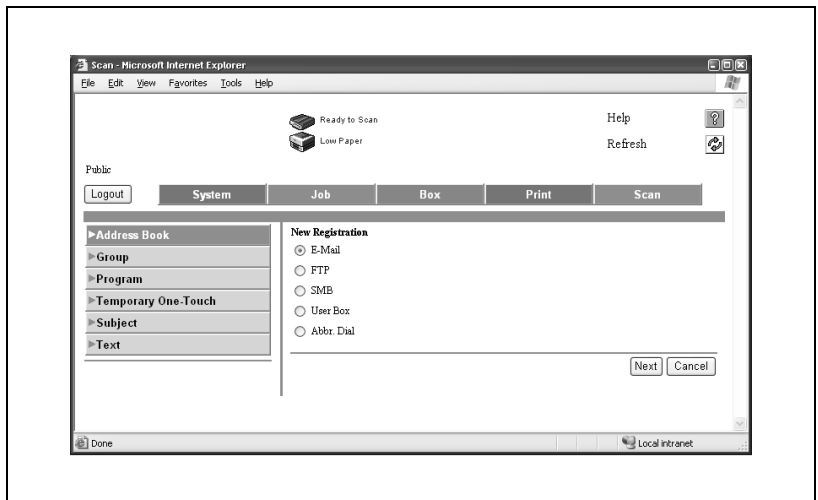 Scan - Microsoft Internet Explorer
File Edit View Favorites Tools Help
Ready to Scan
Low Paper
Help
Refresh
Public
Logout
System Job Box Print Scan
Address Book
Group
Program
Temporary One-Touch
Subject
Text
New Registration
E-Mail
FTP
SMB
User Box
Abbr. Dial
Next Cancel
Done
Local intranet